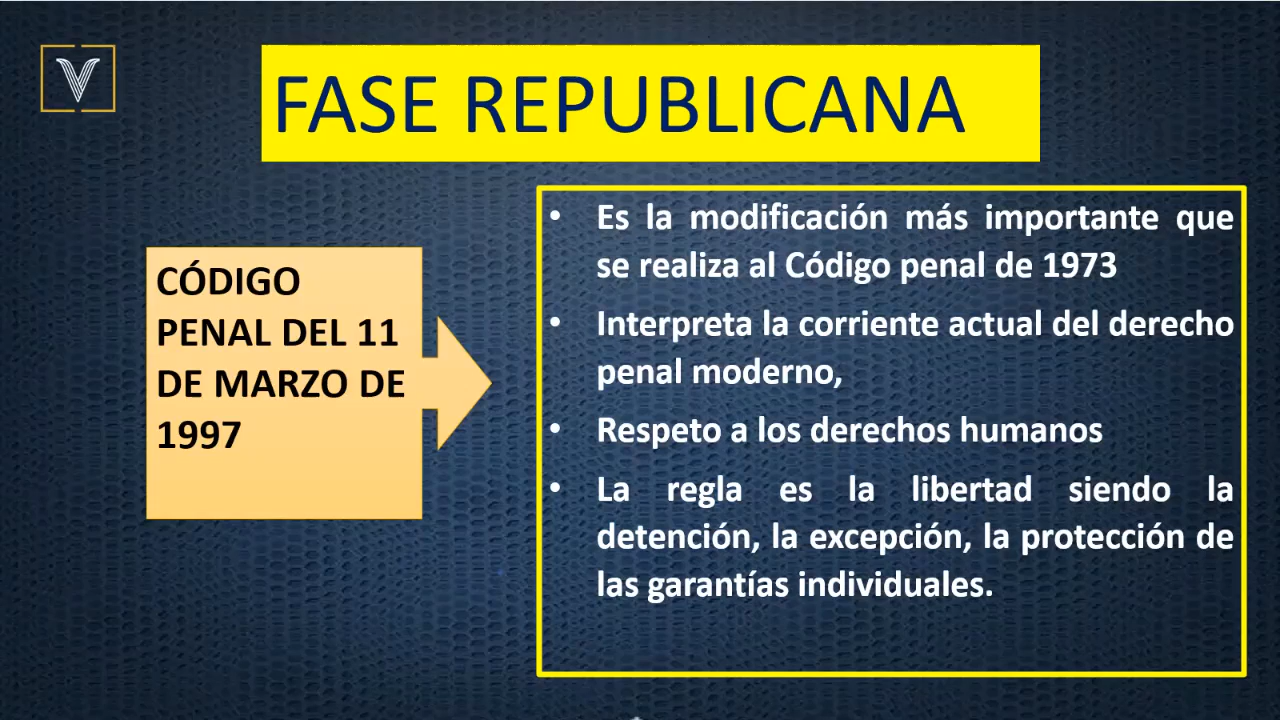 FASE REPUBLICANA
CÓDIGO
PENAL DEL 11
DE MARZO DE
1997
• Es la modificación más importante que
se realiza al Código penal de 1973
• Interpreta la corriente actual del derecho
penal moderno,
• Respeto a los derechos humanos
• La regla es la libertad siendo la
detención, la excepción, la protección de
las garantías individuales.